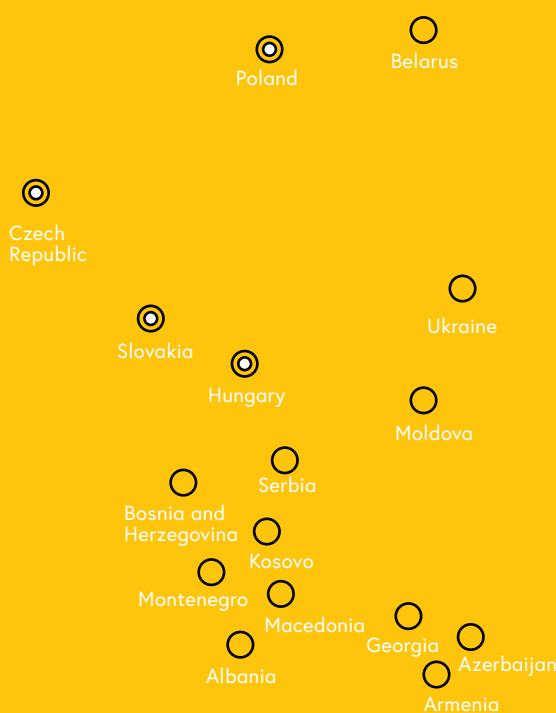 Belarus
Poland
Czech
Republic
Ukraine
Slovakia
Hungary
Moldova
Serbia
Bosnia and
Herzegovina
Kosovo
Montenegro
Macedonia
Georgia
Azerbaijan
Albania
Armenia